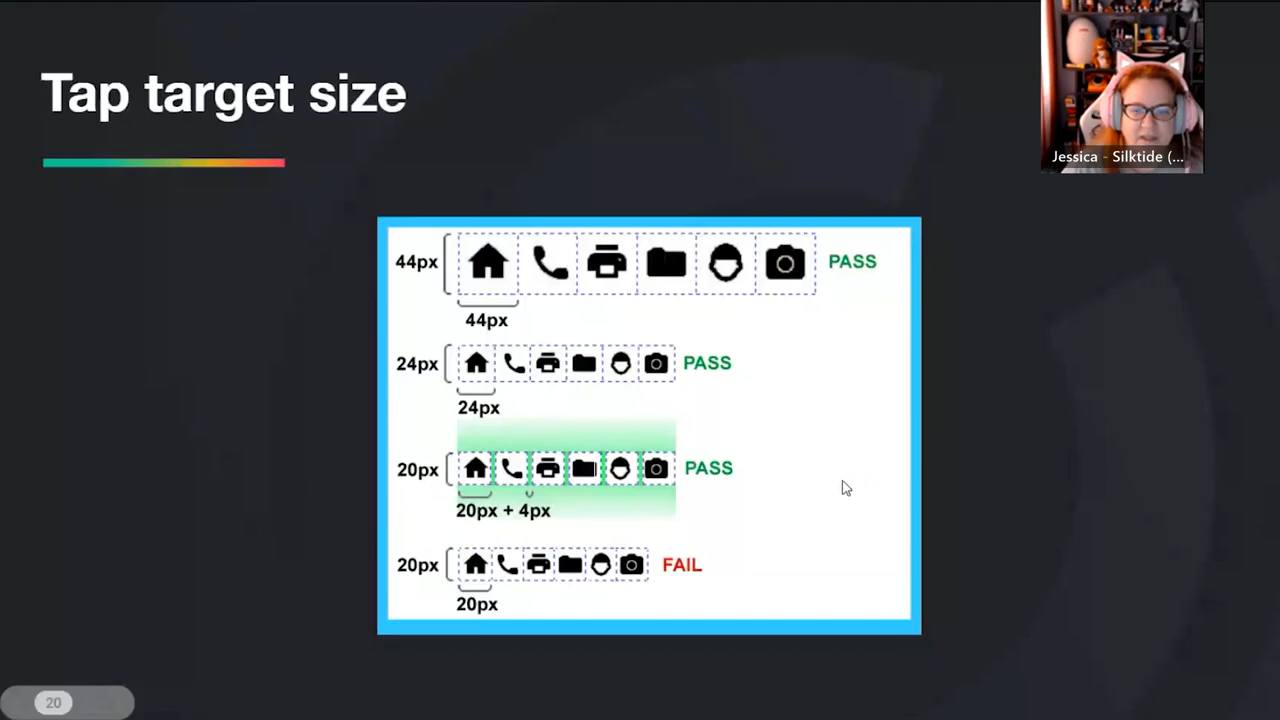 Tap target size
Jessica - Silktide (...
44px
PASS
44px
24px
PASS
24px
20px
PASS
20px + 4px
20px
FAIL
20px
20